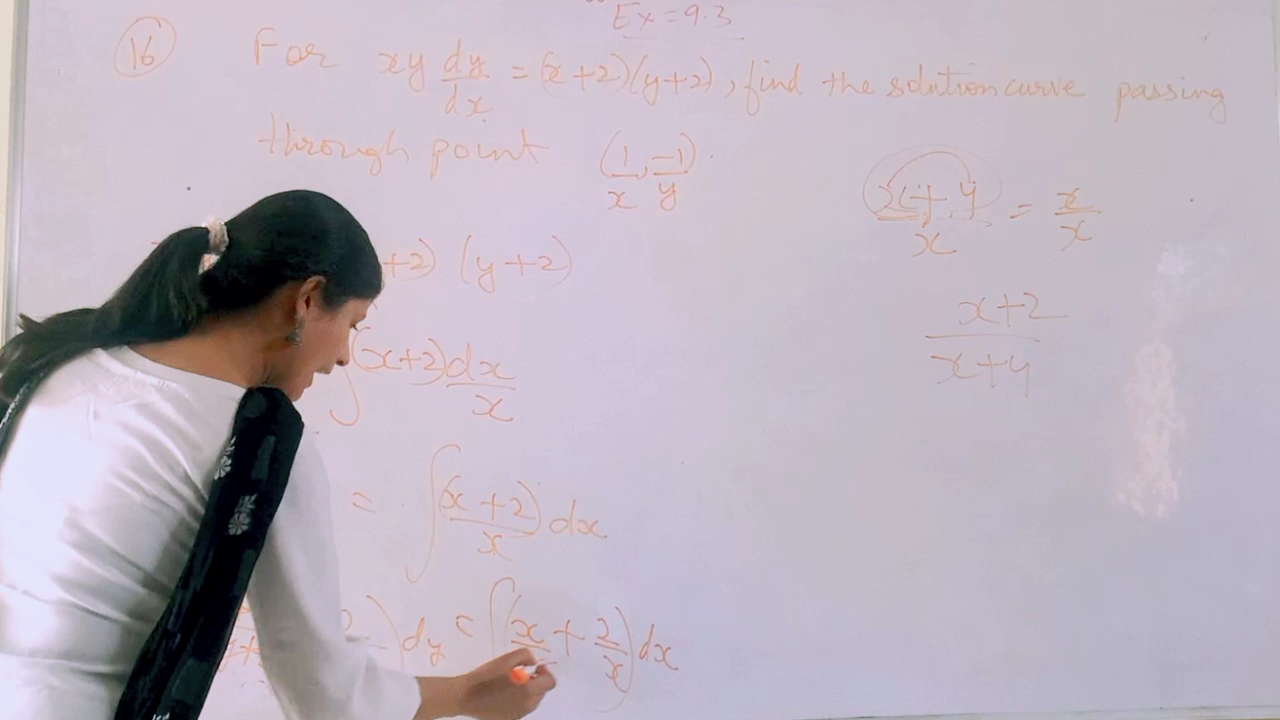 Ex = 9.3
(16) For xy dy/dx = (x+2)(y+2), find the solution curve passing
through point (1, -1)
x y
x+y/x = x/x
+2) (y+2)
x+2/x+y
∫(x+2)dx/x
= ∫(x+2)/x dx
) dy = ∫(x/x + 2/x) dx